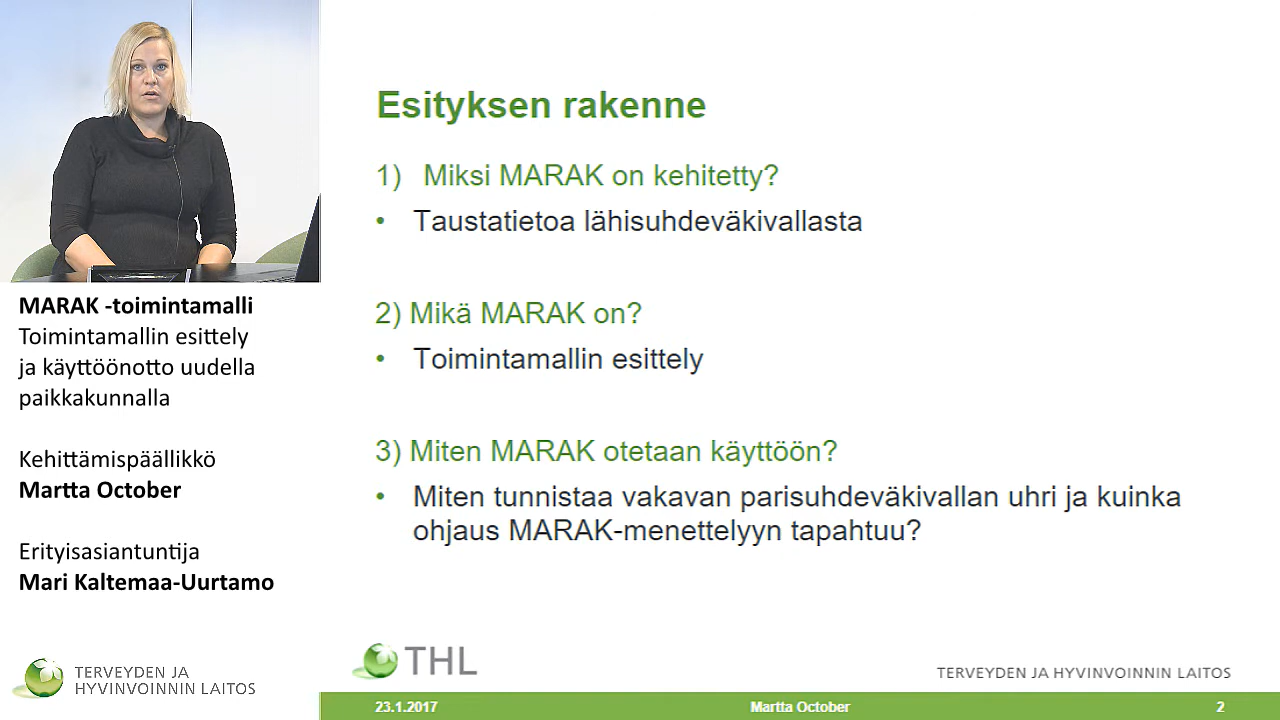 MARAK -toimintamalli
Toimintamallin esittely
ja käyttöönotto uudella
paikkakunnalla
Kehittämispäällikkö
Martta October
Erityisasiantuntija
Mari Kaltemaa-Uurtamo
TERVEYDEN JA
HYVINVOINNIN LAITOS
Esityksen rakenne
1) Miksi MARAK on kehitetty?
• Taustatietoa lähisuhdeväkivallasta
2) Mikä MARAK on?
• Toimintamallin esittely
3) Miten MARAK otetaan käyttöön?
• Miten tunnistaa vakavan parisuhdeväkivallan uhri ja kuinka
ohjaus MARAK-menettelyyn tapahtuu?
THL
TERVEYDEN JA HYVINVOINNIN LAITOS
23.1.2017 Martta October 2